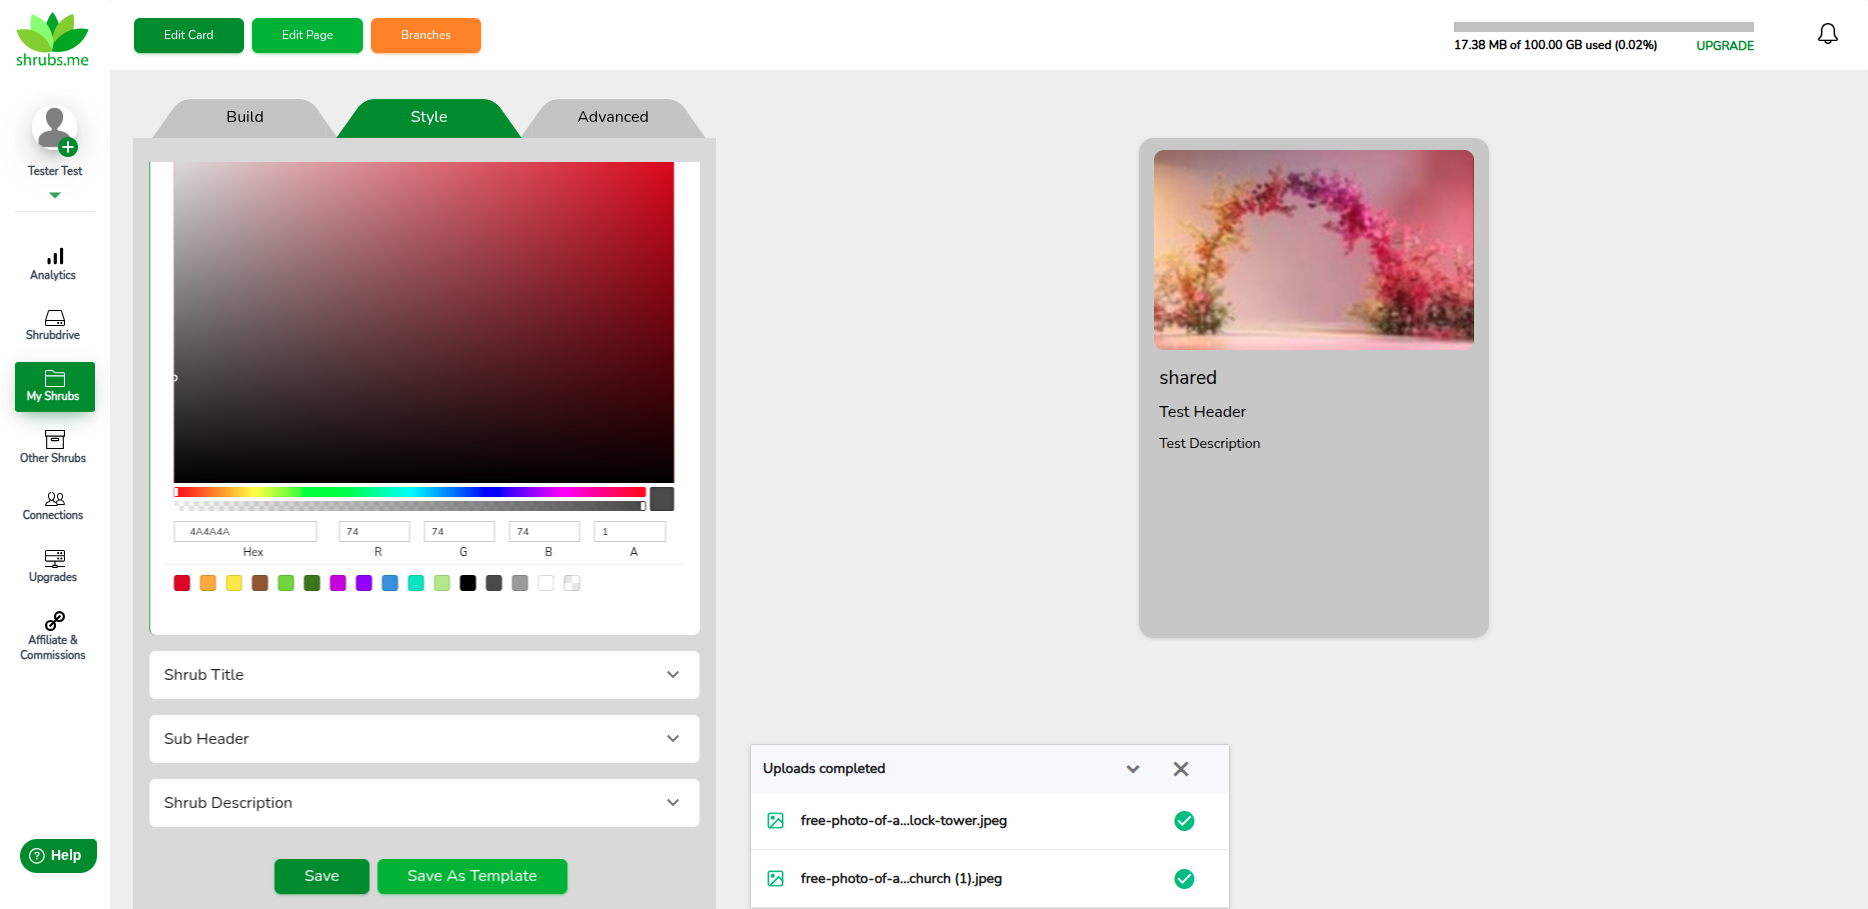 shrubs.me
Edit Card
Edit Page
Branches
17.38 MB of 100.00 GB used (0.02%)
UPGRADE
Tester Test
Analytics
Shrubdrive
My Shrubs
Other Shrubs
Connections
Upgrades
Affiliate &
Commissions
Help
Build
Style
Advanced
4A4A4A
74
74
74
1
Hex
R
G
B
A
Shrub Title
Sub Header
Shrub Description
Save
Save As Template
shared
Test Header
Test Description
Uploads completed
free-photo-of-a...lock-tower.jpeg
free-photo-of-a...church (1).jpeg